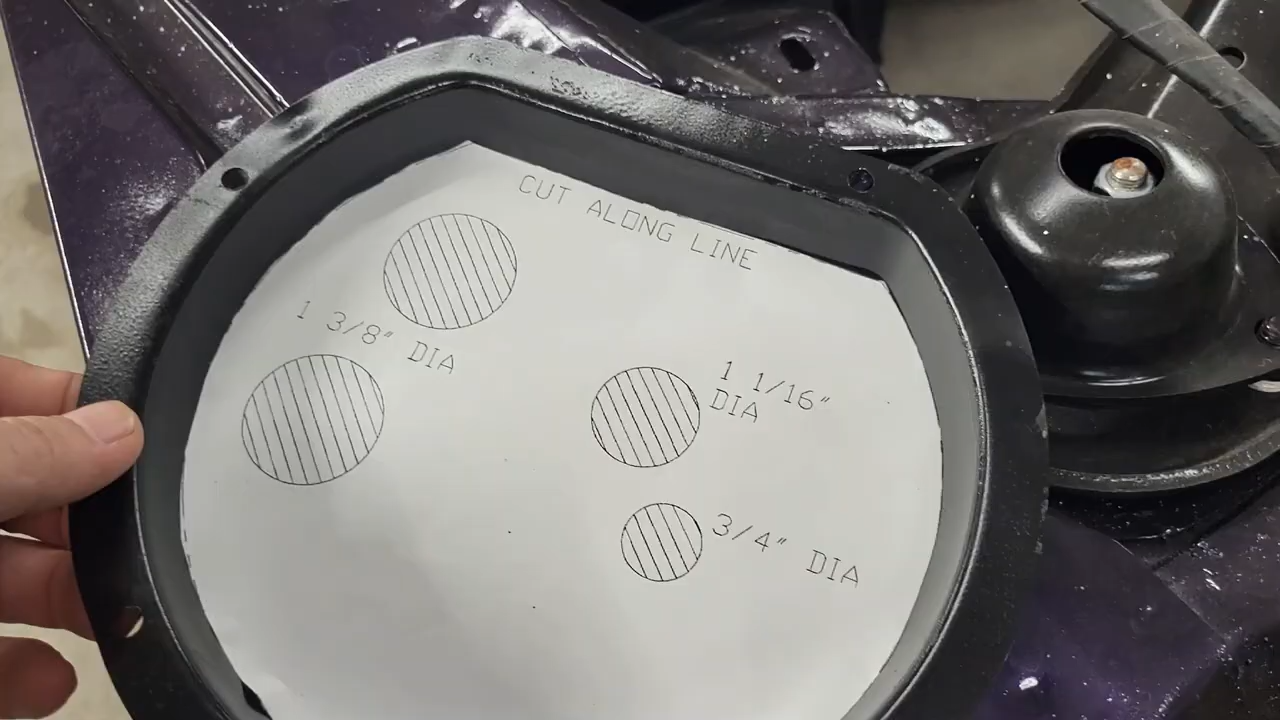 CUT ALONG LINE
1 3/8" DIA
1 1/16"
DIA
3/4" DIA